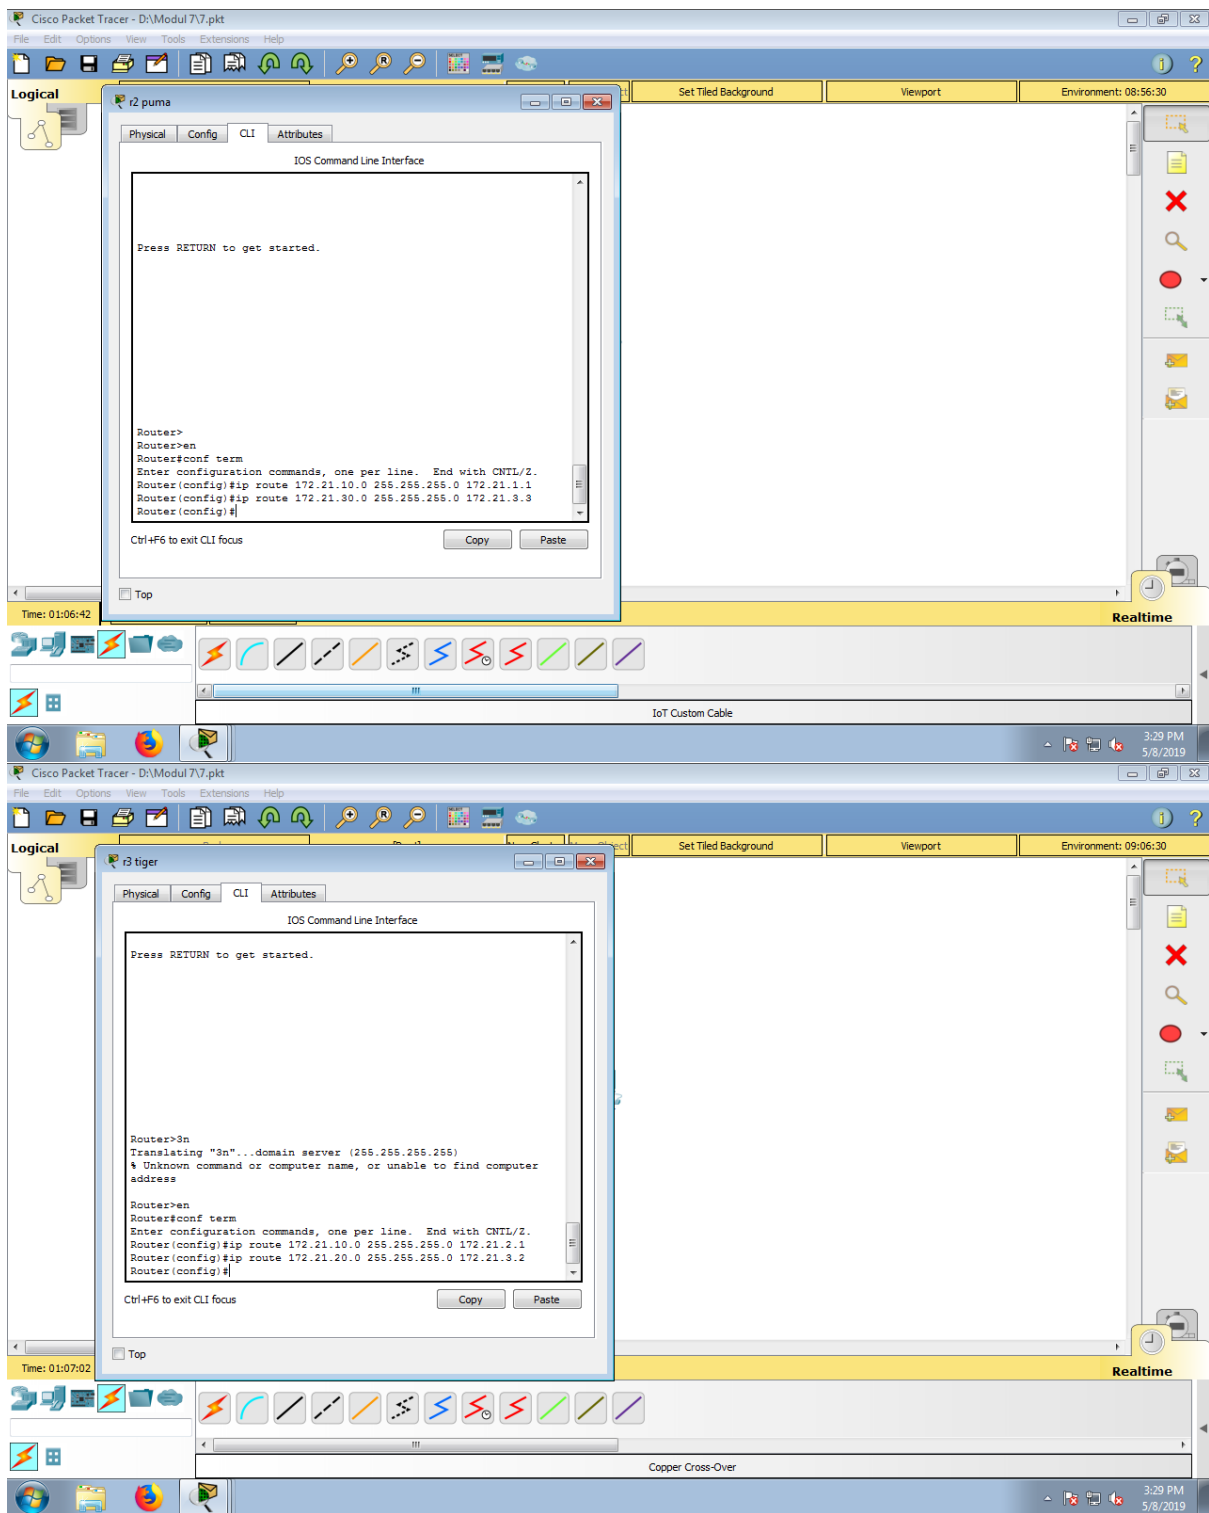 Cisco Packet Tracer - D:\Modul 7\7.pkt
File Edit Options View Tools Extensions Help
Logical
Set Tiled Background
Viewport
Environment: 08:56:30
r2 puma
Physical
Config
CLI
Attributes
IOS Command Line Interface
Press RETURN to get started.
Router>
Router>en
Router#conf term
Enter configuration commands, one per line.  End with CNTL/Z.
Router(config)#ip route 172.21.10.0 255.255.255.0 172.21.1.1
Router(config)#ip route 172.21.30.0 255.255.255.0 172.21.3.3
Router(config)#
Ctrl+F6 to exit CLI focus
Copy
Paste
Top
Time: 01:06:42
Realtime
IoT Custom Cable
3:29 PM
5/8/2019
Cisco Packet Tracer - D:\Modul 7\7.pkt
File Edit Options View Tools Extensions Help
Logical
Set Tiled Background
Viewport
Environment: 09:06:30
r3 tiger
Physical
Config
CLI
Attributes
IOS Command Line Interface
Press RETURN to get started.
Router>3n
Translating "3n"...domain server (255.255.255.255)
% Unknown command or computer name, or unable to find computer
address
Router>en
Router#conf term
Enter configuration commands, one per line.  End with CNTL/Z.
Router(config)#ip route 172.21.10.0 255.255.255.0 172.21.2.1
Router(config)#ip route 172.21.20.0 255.255.255.0 172.21.3.2
Router(config)#
Ctrl+F6 to exit CLI focus
Copy
Paste
Top
Time: 01:07:02
Realtime
Copper Cross-Over
3:29 PM
5/8/2019